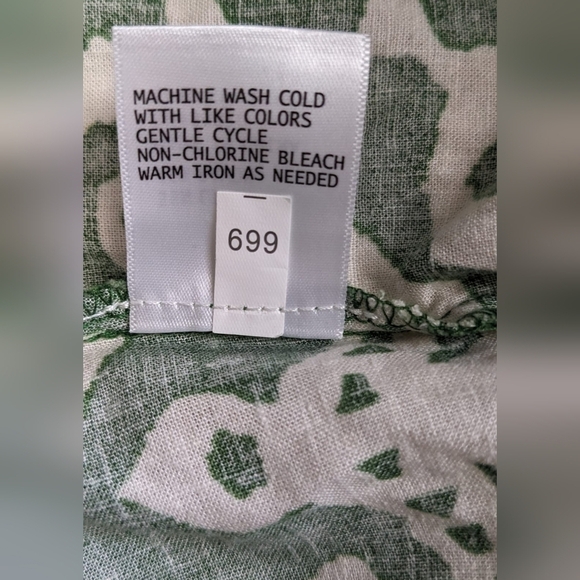 MACHINE WASH COLD
WITH LIKE COLORS
GENTLE CYCLE
NON-CHLORINE BLEACH
WARM IRON AS NEEDED
699